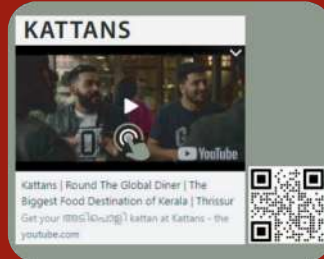 KATTANS
YouTube
Kattans | Round The Global Diner | The
Biggest Food Destination of Kerala | Thrissur
Get your അടിപൊളി kattan at Kattans - the
youtube.com